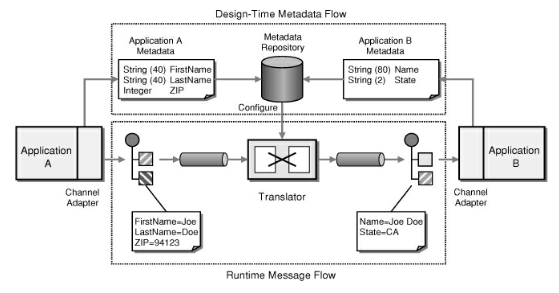 Design-Time Metadata Flow
Application A
Metadata
String (40) FirstName
String (40) LastName
Integer ZIP
Metadata
Repository
Application B
Metadata
String (80) Name
String (2) State
Configure
Application
A
Channel
Adapter
Translator
Application
B
Channel
Adapter
FirstName=Joe
LastName=Doe
ZIP=94123
Name=Joe Doe
State=CA
Runtime Message Flow